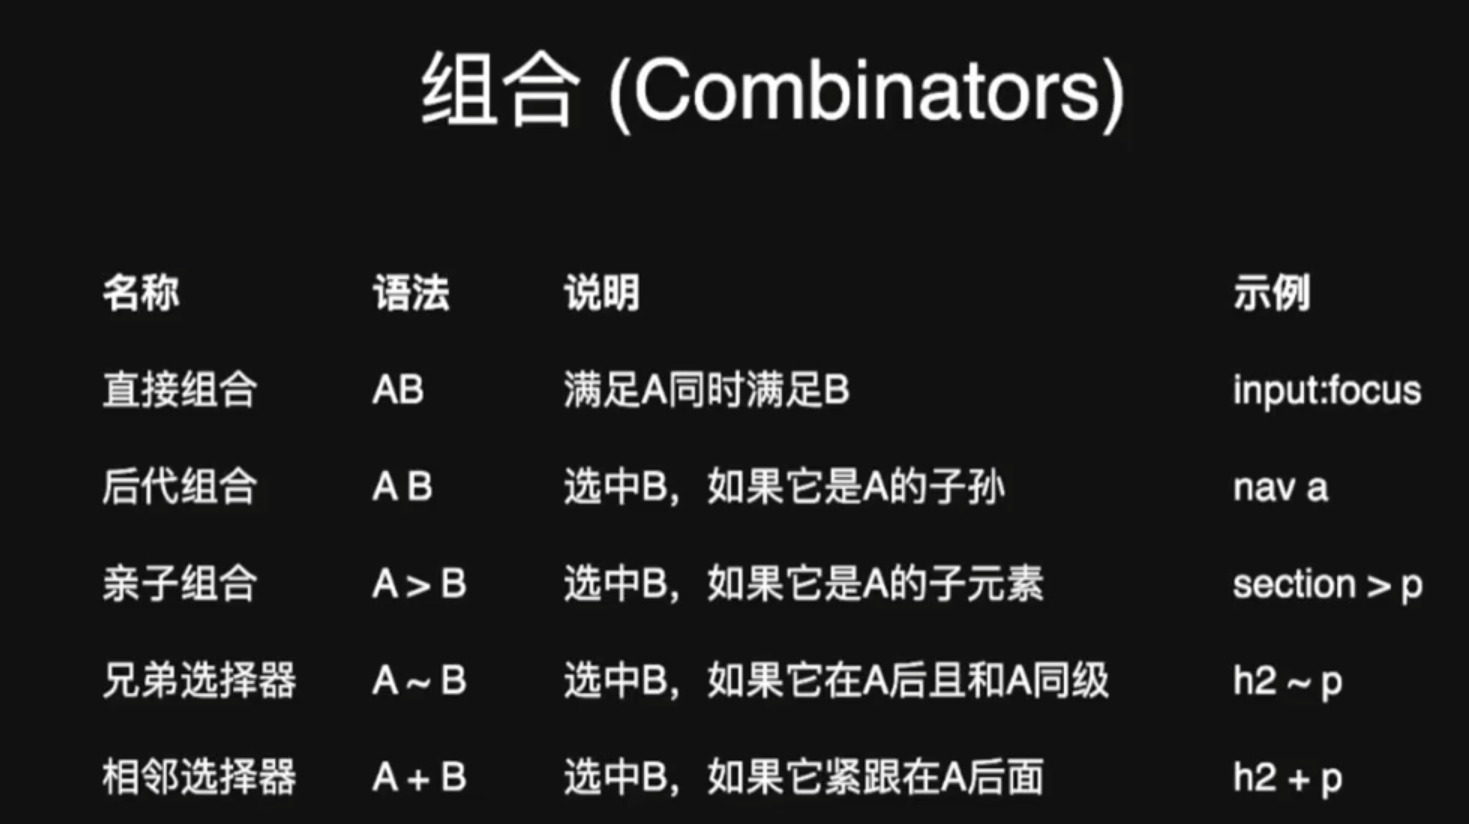 组合 (Combinators)
名称 语法 说明 示例
直接组合 AB 满足A同时满足B input:focus
后代组合 A B 选中B，如果它是A的子孙 nav a
亲子组合 A > B 选中B，如果它是A的子元素 section > p
兄弟选择器 A ~ B 选中B，如果它在A后且和A同级 h2 ~ p
相邻选择器 A + B 选中B，如果它紧跟在A后面 h2 + p